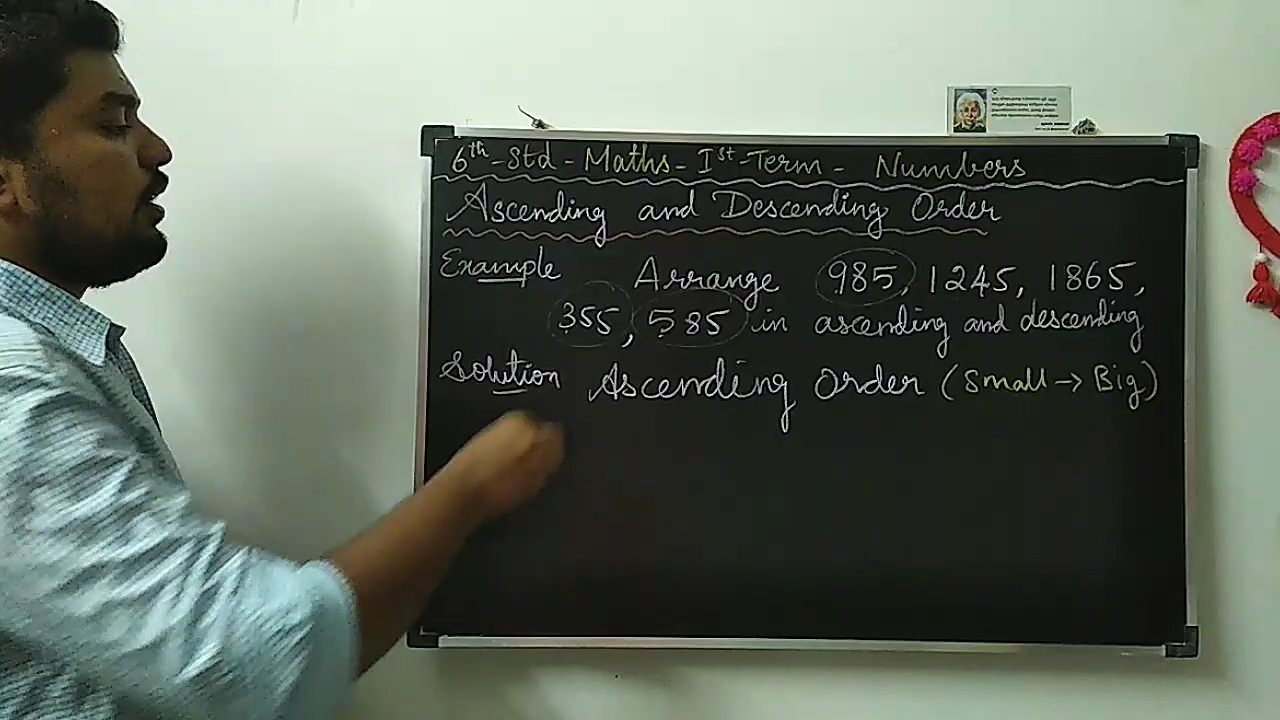 6th - Std - Maths - Ist - Term - Numbers
Ascending and Descending Order
Example Arrange 985, 1245, 1865,
355, 585 in ascending and descending
Solution Ascending Order (Small → Big)